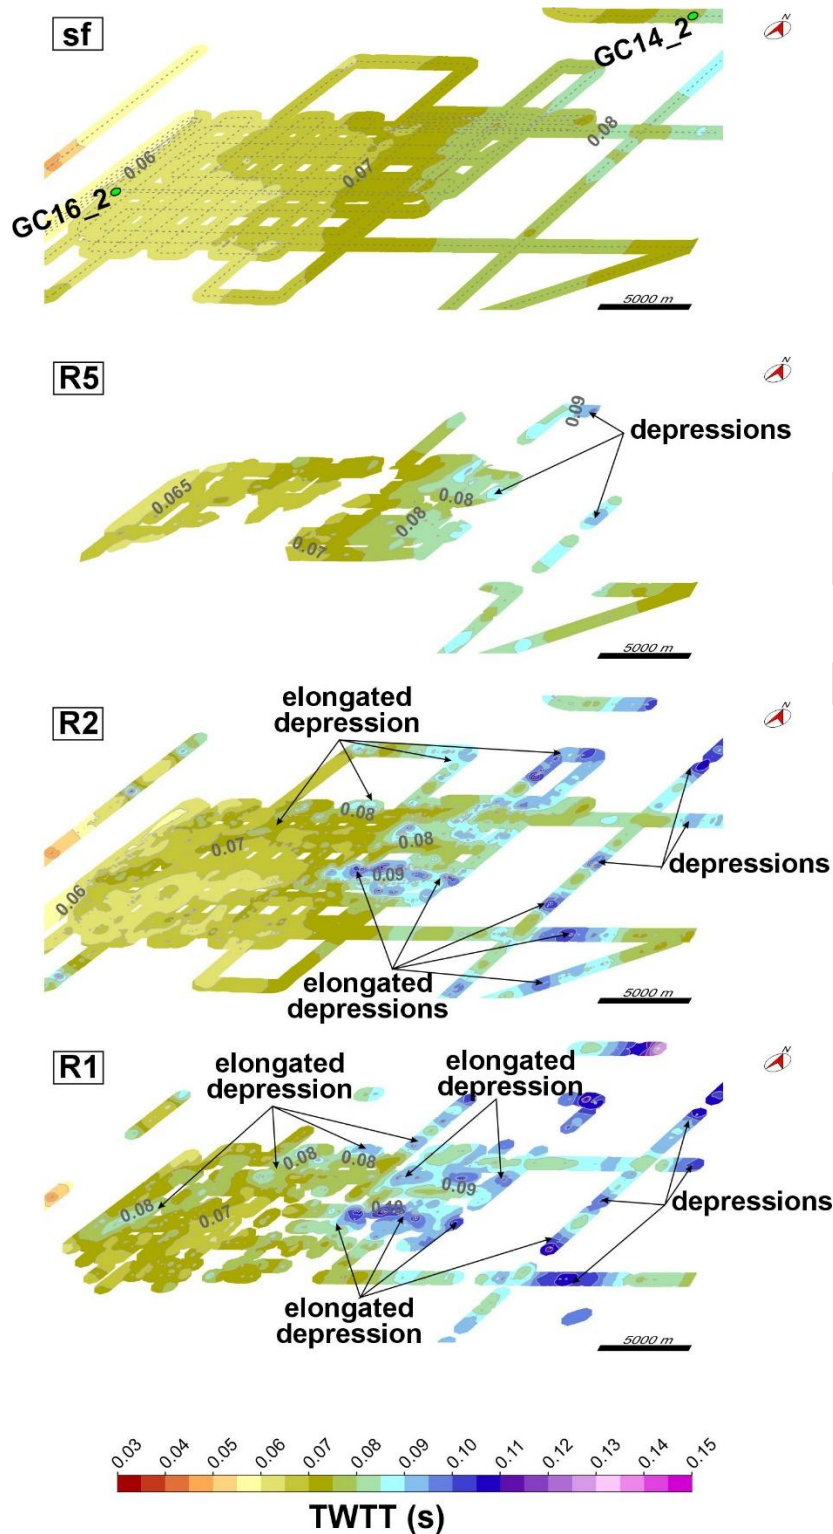 sf
N
GC14_2
0.08
0.06
0.07
GC16_2
5000 m
R5
N
0.09
depressions
0.065
0.08
0.08
0.07
5000 m
R2
N
elongated
depression
0.08
0.07
0.08
0.09
depressions
0.06
elongated
depressions
5000 m
R1
N
elongated
depression
elongated
depression
0.08
0.08
0.09
0.08
0.07
0.10
depressions
elongated
depression
5000 m
0.03 0.04 0.05 0.06 0.07 0.08 0.09 0.10 0.11 0.12 0.13 0.14 0.15
TWTT (s)